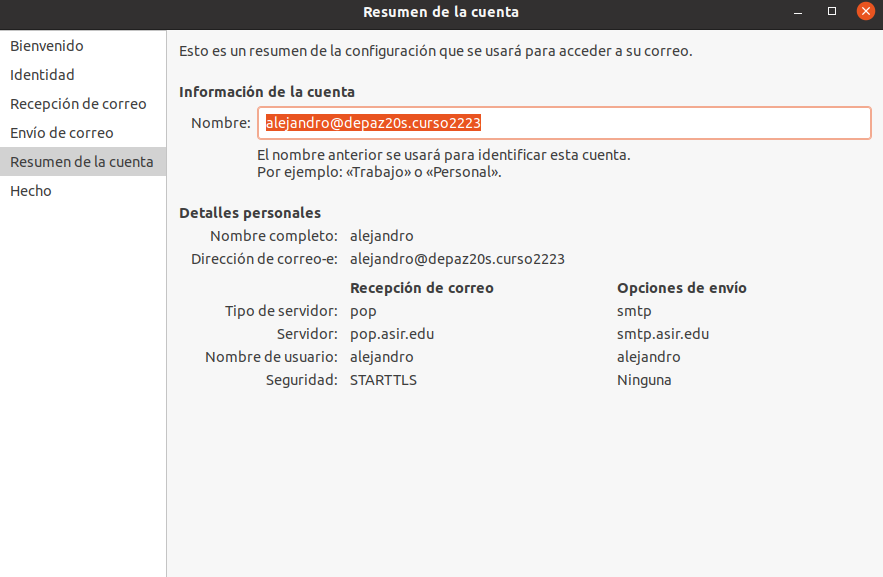 Resumen de la cuenta
Bienvenido
Identidad
Recepción de correo
Envío de correo
Resumen de la cuenta
Hecho
Esto es un resumen de la configuración que se usará para acceder a su correo.
Información de la cuenta
Nombre: alejandro@depaz20s.curso2223
El nombre anterior se usará para identificar esta cuenta.
Por ejemplo: «Trabajo» o «Personal».
Detalles personales
Nombre completo: alejandro
Dirección de correo-e: alejandro@depaz20s.curso2223
Recepción de correo Opciones de envío
Tipo de servidor: pop smtp
Servidor: pop.asir.edu smtp.asir.edu
Nombre de usuario: alejandro alejandro
Seguridad: STARTTLS Ninguna